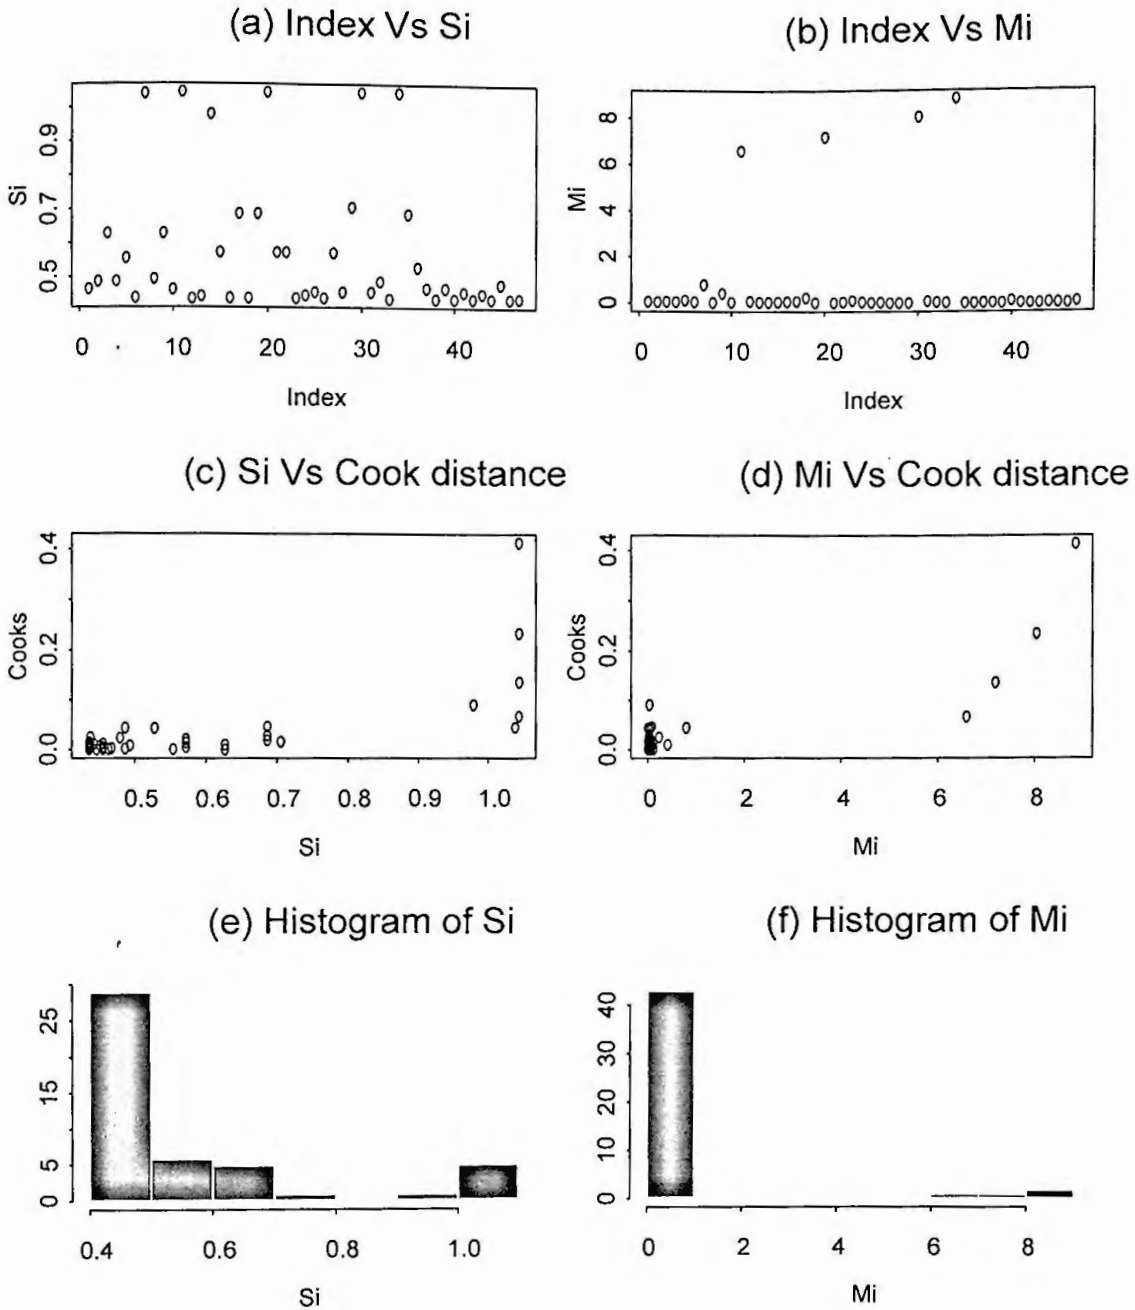 (a) Index Vs Si
(b) Index Vs Mi
Si
0.5 0.7 0.9
0 10 20 30 40
Index
Mi
0 2 4 6 8
0 10 20 30 40
Index
(c) Si Vs Cook distance
(d) Mi Vs Cook distance
Cooks
0.0 0.2 0.4
0.5 0.6 0.7 0.8 0.9 1.0
Si
Cooks
0.0 0.2 0.4
0 2 4 6 8
Mi
(e) Histogram of Si
(f) Histogram of Mi
0 5 15 25
0.4 0.6 0.8 1.0
Si
0 10 20 30 40
0 2 4 6 8
Mi